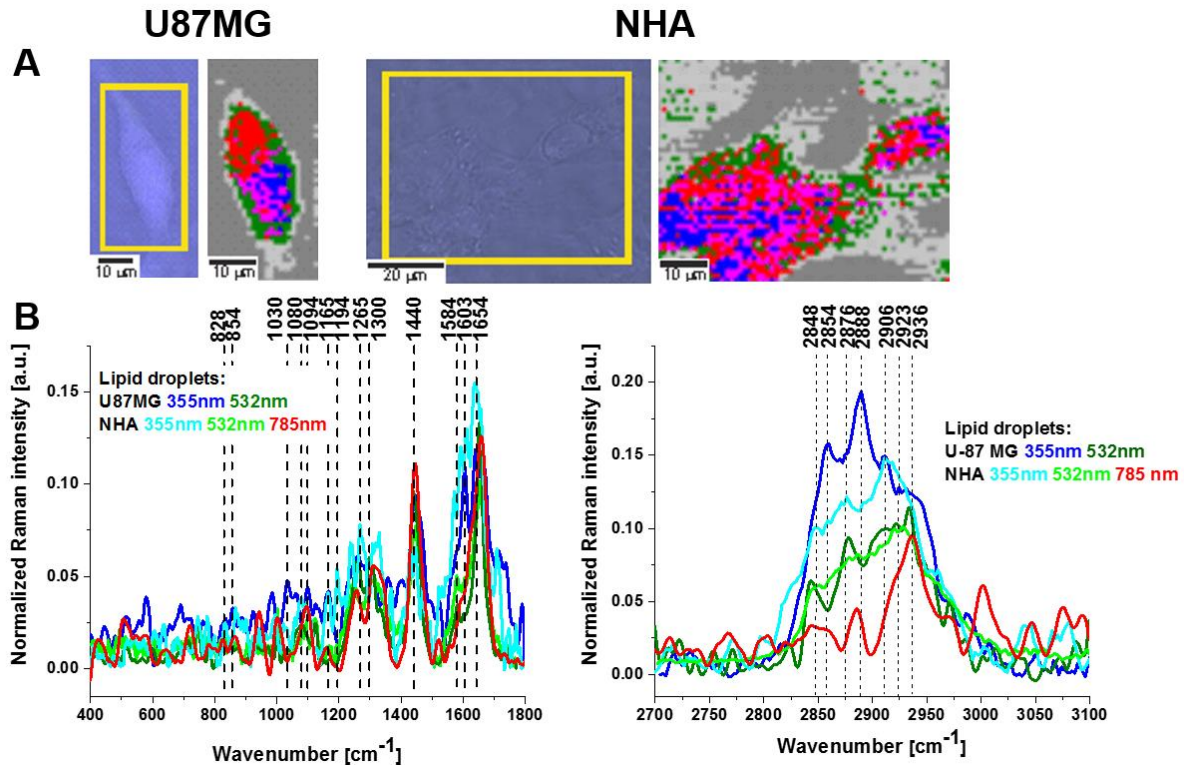 U87MG NHA
A
10 μm 10 μm 20 μm 10 μm
B
828 854 1030 1080 1094 1165 1194 1265 1300 1440 1584 1603 1654
Normalized Raman intensity [a.u.]
0.15
0.10
0.05
0.00
Lipid droplets:
U87MG 355nm 532nm
NHA 355nm 532nm 785nm
400 600 800 1000 1200 1400 1600 1800
Wavenumber [cm⁻¹]
2848 2854 2876 2888 2906 2923 2936
Normalized Raman intensity [a.u.]
0.20
0.15
0.10
0.05
0.00
Lipid droplets:
U-87 MG 355nm 532nm
NHA 355nm 532nm 785 nm
2700 2750 2800 2850 2900 2950 3000 3050 3100
Wavenumber [cm⁻¹]